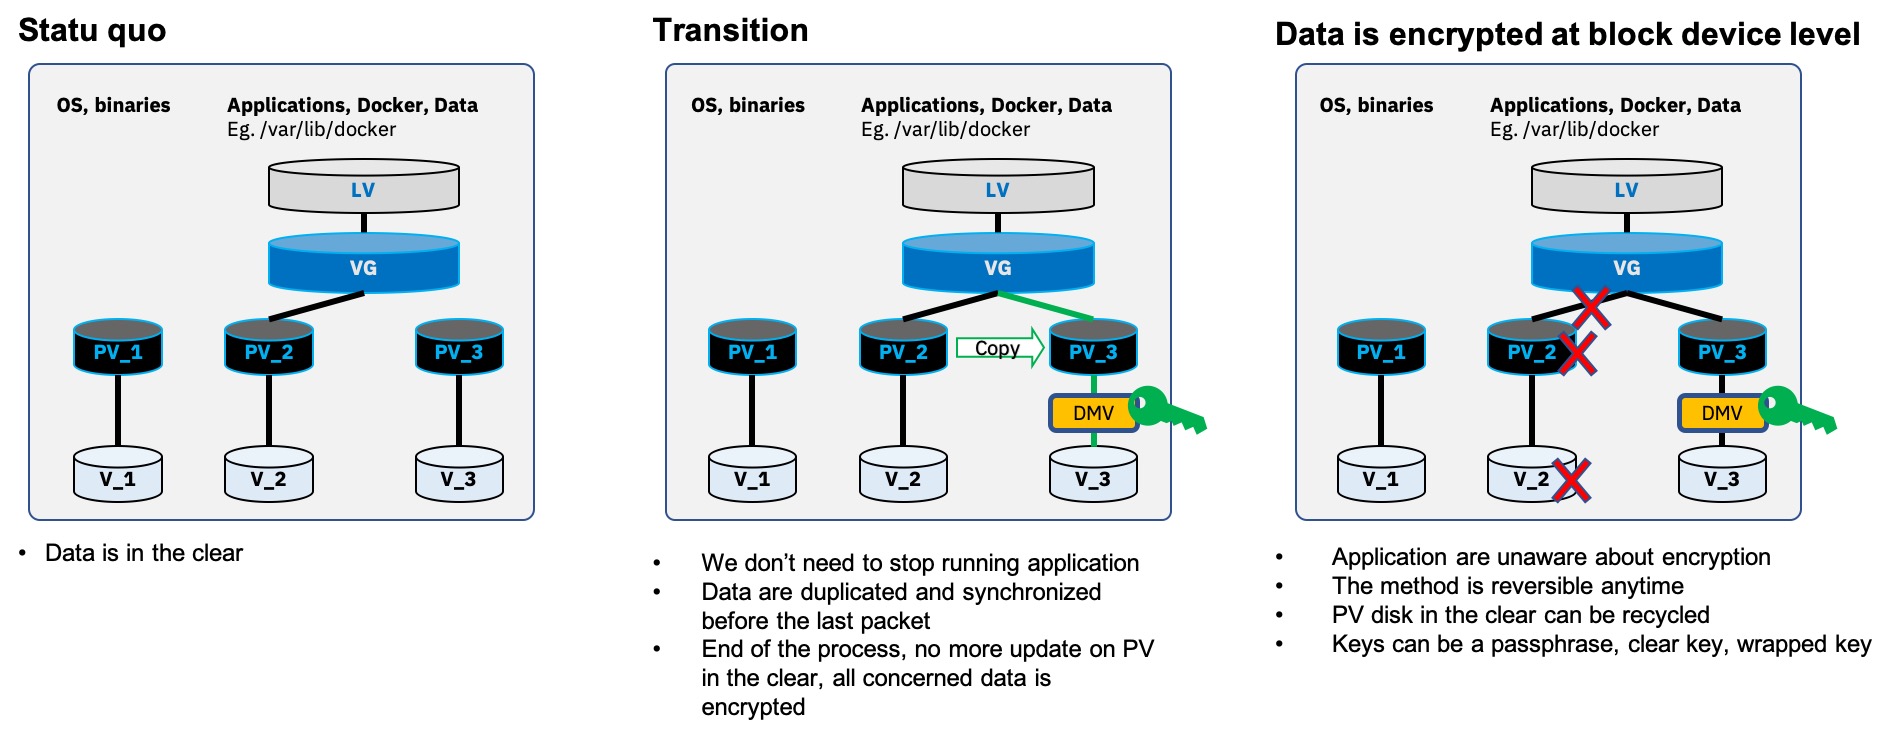 Statu quo
OS, binaries
Applications, Docker, Data
Eg. /var/lib/docker
LV
VG
PV_1
PV_2
PV_3
V_1
V_2
V_3
• Data is in the clear
Transition
OS, binaries
Applications, Docker, Data
Eg. /var/lib/docker
LV
VG
PV_1
PV_2
Copy
PV_3
DMV
V_1
V_2
V_3
• We don’t need to stop running application
• Data are duplicated and synchronized
before the last packet
• End of the process, no more update on PV
in the clear, all concerned data is
encrypted
Data is encrypted at block device level
OS, binaries
Applications, Docker, Data
Eg. /var/lib/docker
LV
VG
PV_1
PV_2
PV_3
DMV
V_1
V_2
V_3
• Application are unaware about encryption
• The method is reversible anytime
• PV disk in the clear can be recycled
• Keys can be a passphrase, clear key, wrapped key